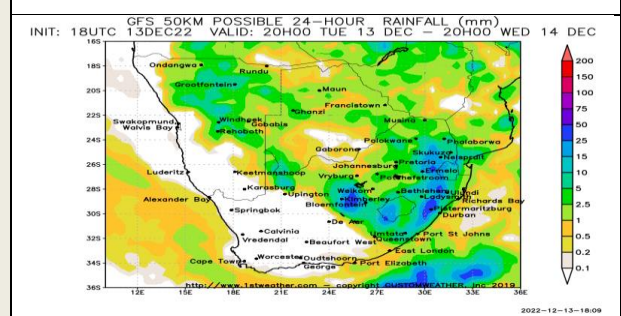 GFS 50KM POSSIBLE 24-HOUR RAINFALL (mm)
INIT: 18UTC 13DEC22 VALID: 20H00 TUE 13 DEC - 20H00 WED 14 DEC
16S
18S
20S
22S
24S
26S
28S
30S
32S
34S
36S
Ondangwa
Rundu
Grootfontein
Maun
Francistown
Ghanzi
Swakopmund
Walvis Bay
Windhoek
Gobabis
Rehoboth
Musina
Polokwane
Phalaborwa
Gaborone
Skukuza
Nelspruit
Pretoria
Johannesburg
Ermelo
Luderitz
Keetmanshoop
Vryburg
Potchefstroom
Karasburg
Upington
Welkom
Bethlehem
Ulundi
Ladysmith
Kimberley
Richards Bay
Alexander Bay
Bloemfontein
Pietermaritzburg
Durban
Springbok
De Aar
Calvinia
Vredendal
Umtata
Port St Johns
Queenstown
Beaufort West
East London
Worcester
Oudtshoorn
Cape Town
George
Port Elizabeth
http://www.1stweather.com - copyright CUSTOMWEATHER, Inc 2019
12E 15E 18E 21E 24E 27E 30E 33E 36E
200
150
100
75
50
25
15
10
5
2.5
1
0.5
0.2
0.1
2022-12-13-18:09